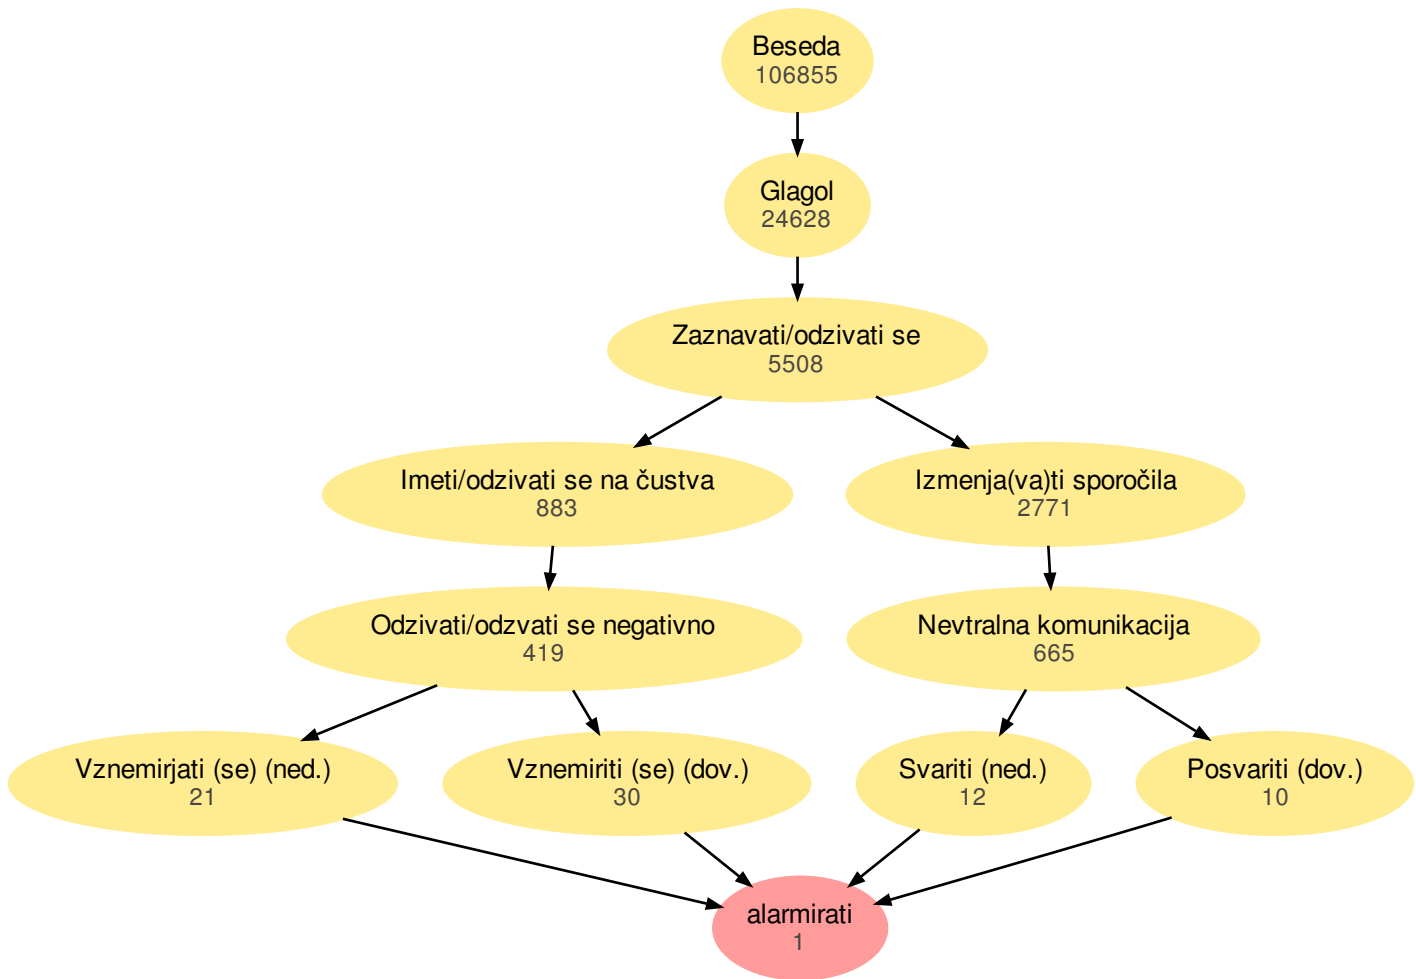 Beseda
106855
Glagol
24628
Zaznavati/odzivati se
5508
Imeti/odzivati se na čustva
883
Izmenja(va)ti sporočila
2771
Odzivati/odzvati se negativno
419
Nevtralna komunikacija
665
Vznemirjati (se) (ned.)
21
Vznemiriti (se) (dov.)
30
Svariti (ned.)
12
Posvariti (dov.)
10
alarmirati
1